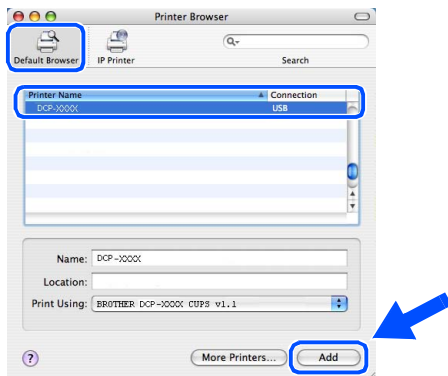 Printer Browser
Default Browser
IP Printer
Search
Printer Name
Connection
DCP-XXXX
USB
Name: DCP-XXXX
Location:
Print Using: BROTHER DCP-XXXX CUPS v1.1
?
More Printers...
Add